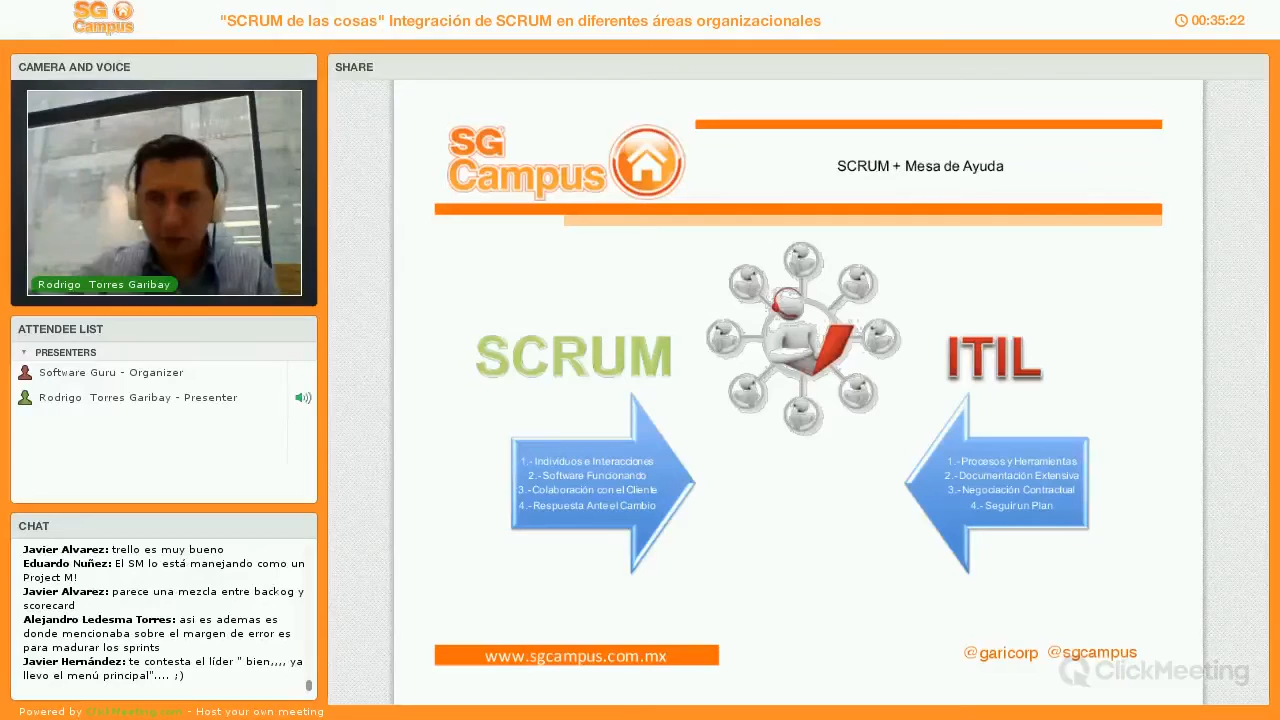 SG Campus
"SCRUM de las cosas" Integración de SCRUM en diferentes áreas organizacionales
00:35:22
CAMERA AND VOICE
Rodrigo Torres Garibay
ATTENDEE LIST
PRESENTERS
Software Guru - Organizer
Rodrigo Torres Garibay - Presenter
CHAT
Javier Alvarez: trello es muy bueno
Eduardo Nuñez: El SM lo está manejando como un
Project M!
Javier Alvarez: parece una mezcla entre backog y
scorecard
Alejandro Ledesma Torres: asi es ademas es
donde mencionaba sobre el margen de error es
para madurar los sprints
Javier Hernández: te contesta el líder " bien,,,, ya
llevo el menú principal".... ;)
Powered by ClickMeeting.com - Host your own meeting
SHARE
SG
Campus
SCRUM + Mesa de Ayuda
SCRUM
1.- Individuos e Interacciones
2.- Software Funcionando
3.-Colaboración con el Cliente
4.- Respuesta Ante el Cambio
ITIL
1.-Procesos y Herramientas
2.-Documentación Extensiva
3.-Negociación Contractual
4.- Seguir un Plan
www.sgcampus.com.mx
@garicorp @sgcampus
ClickMeeting